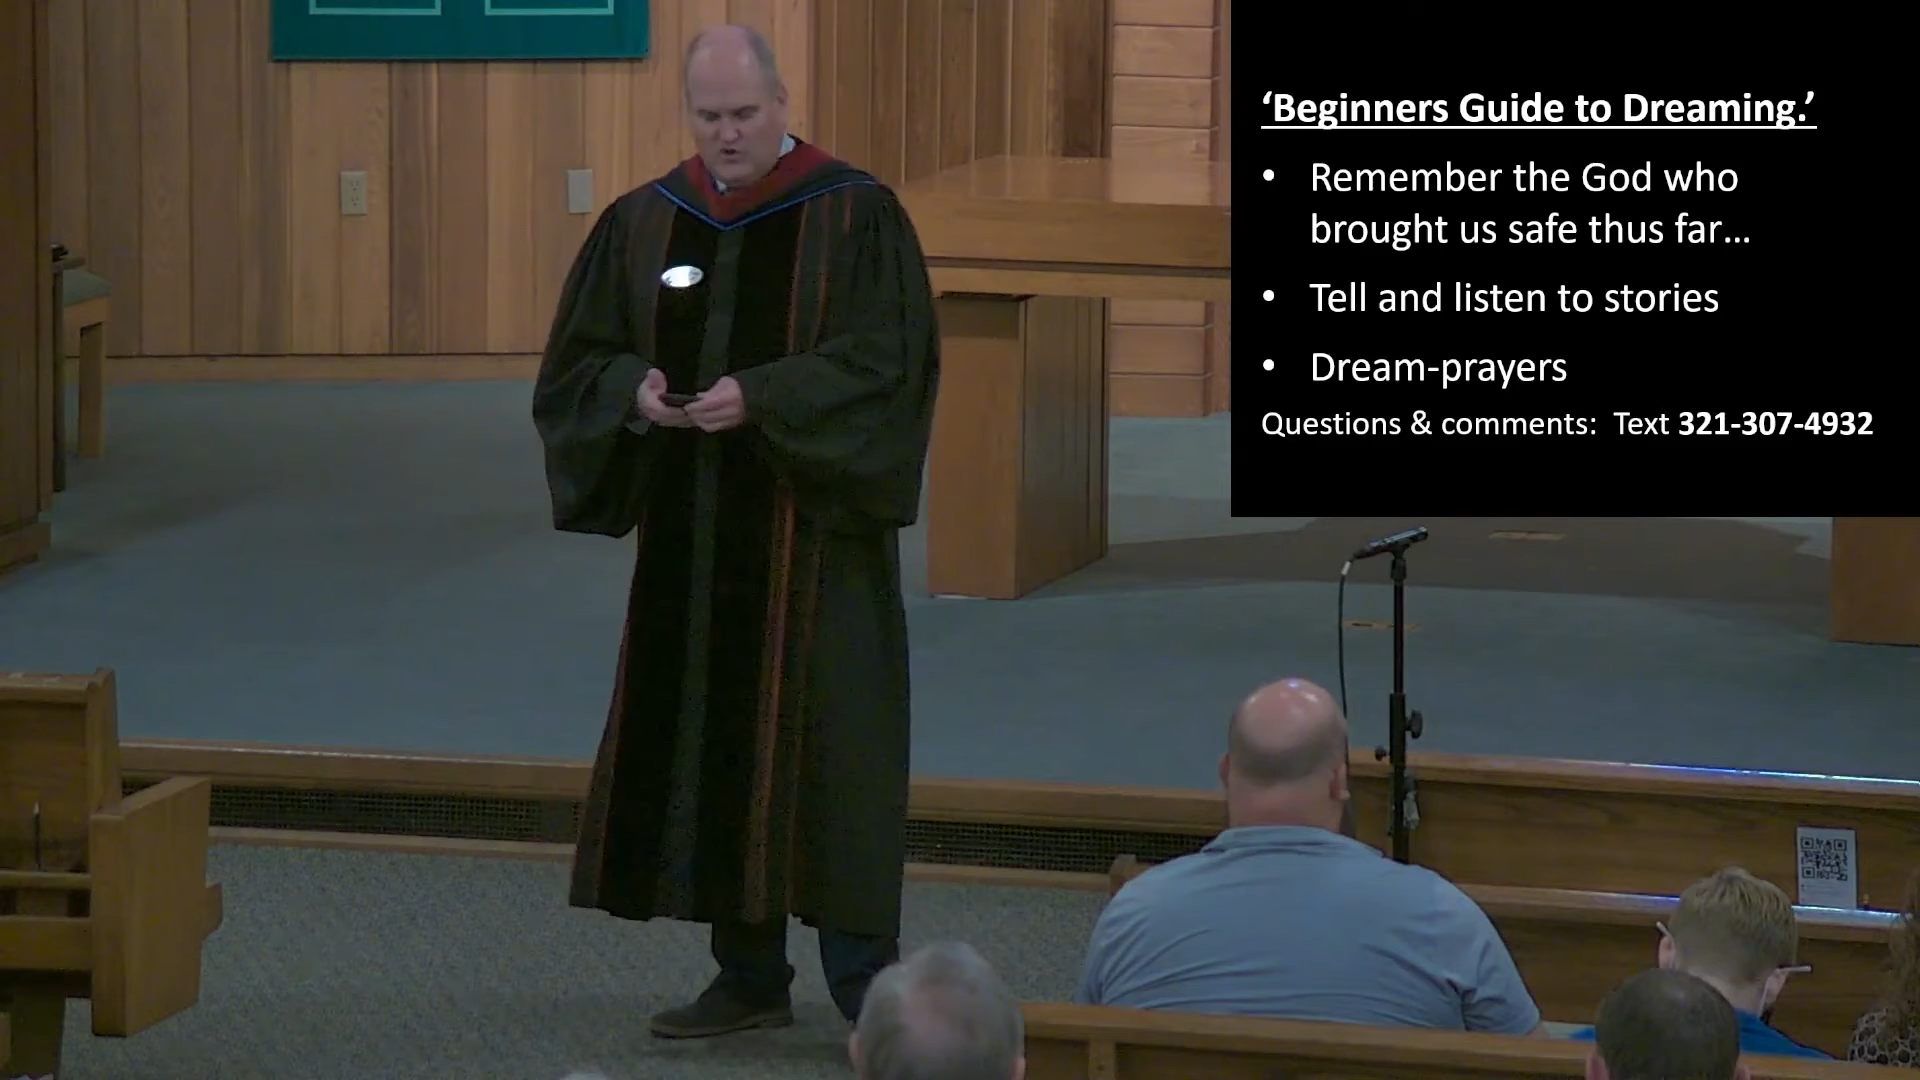 ‘Beginners Guide to Dreaming.’
• Remember the God who
brought us safe thus far…
• Tell and listen to stories
• Dream-prayers
Questions & comments: Text 321-307-4932